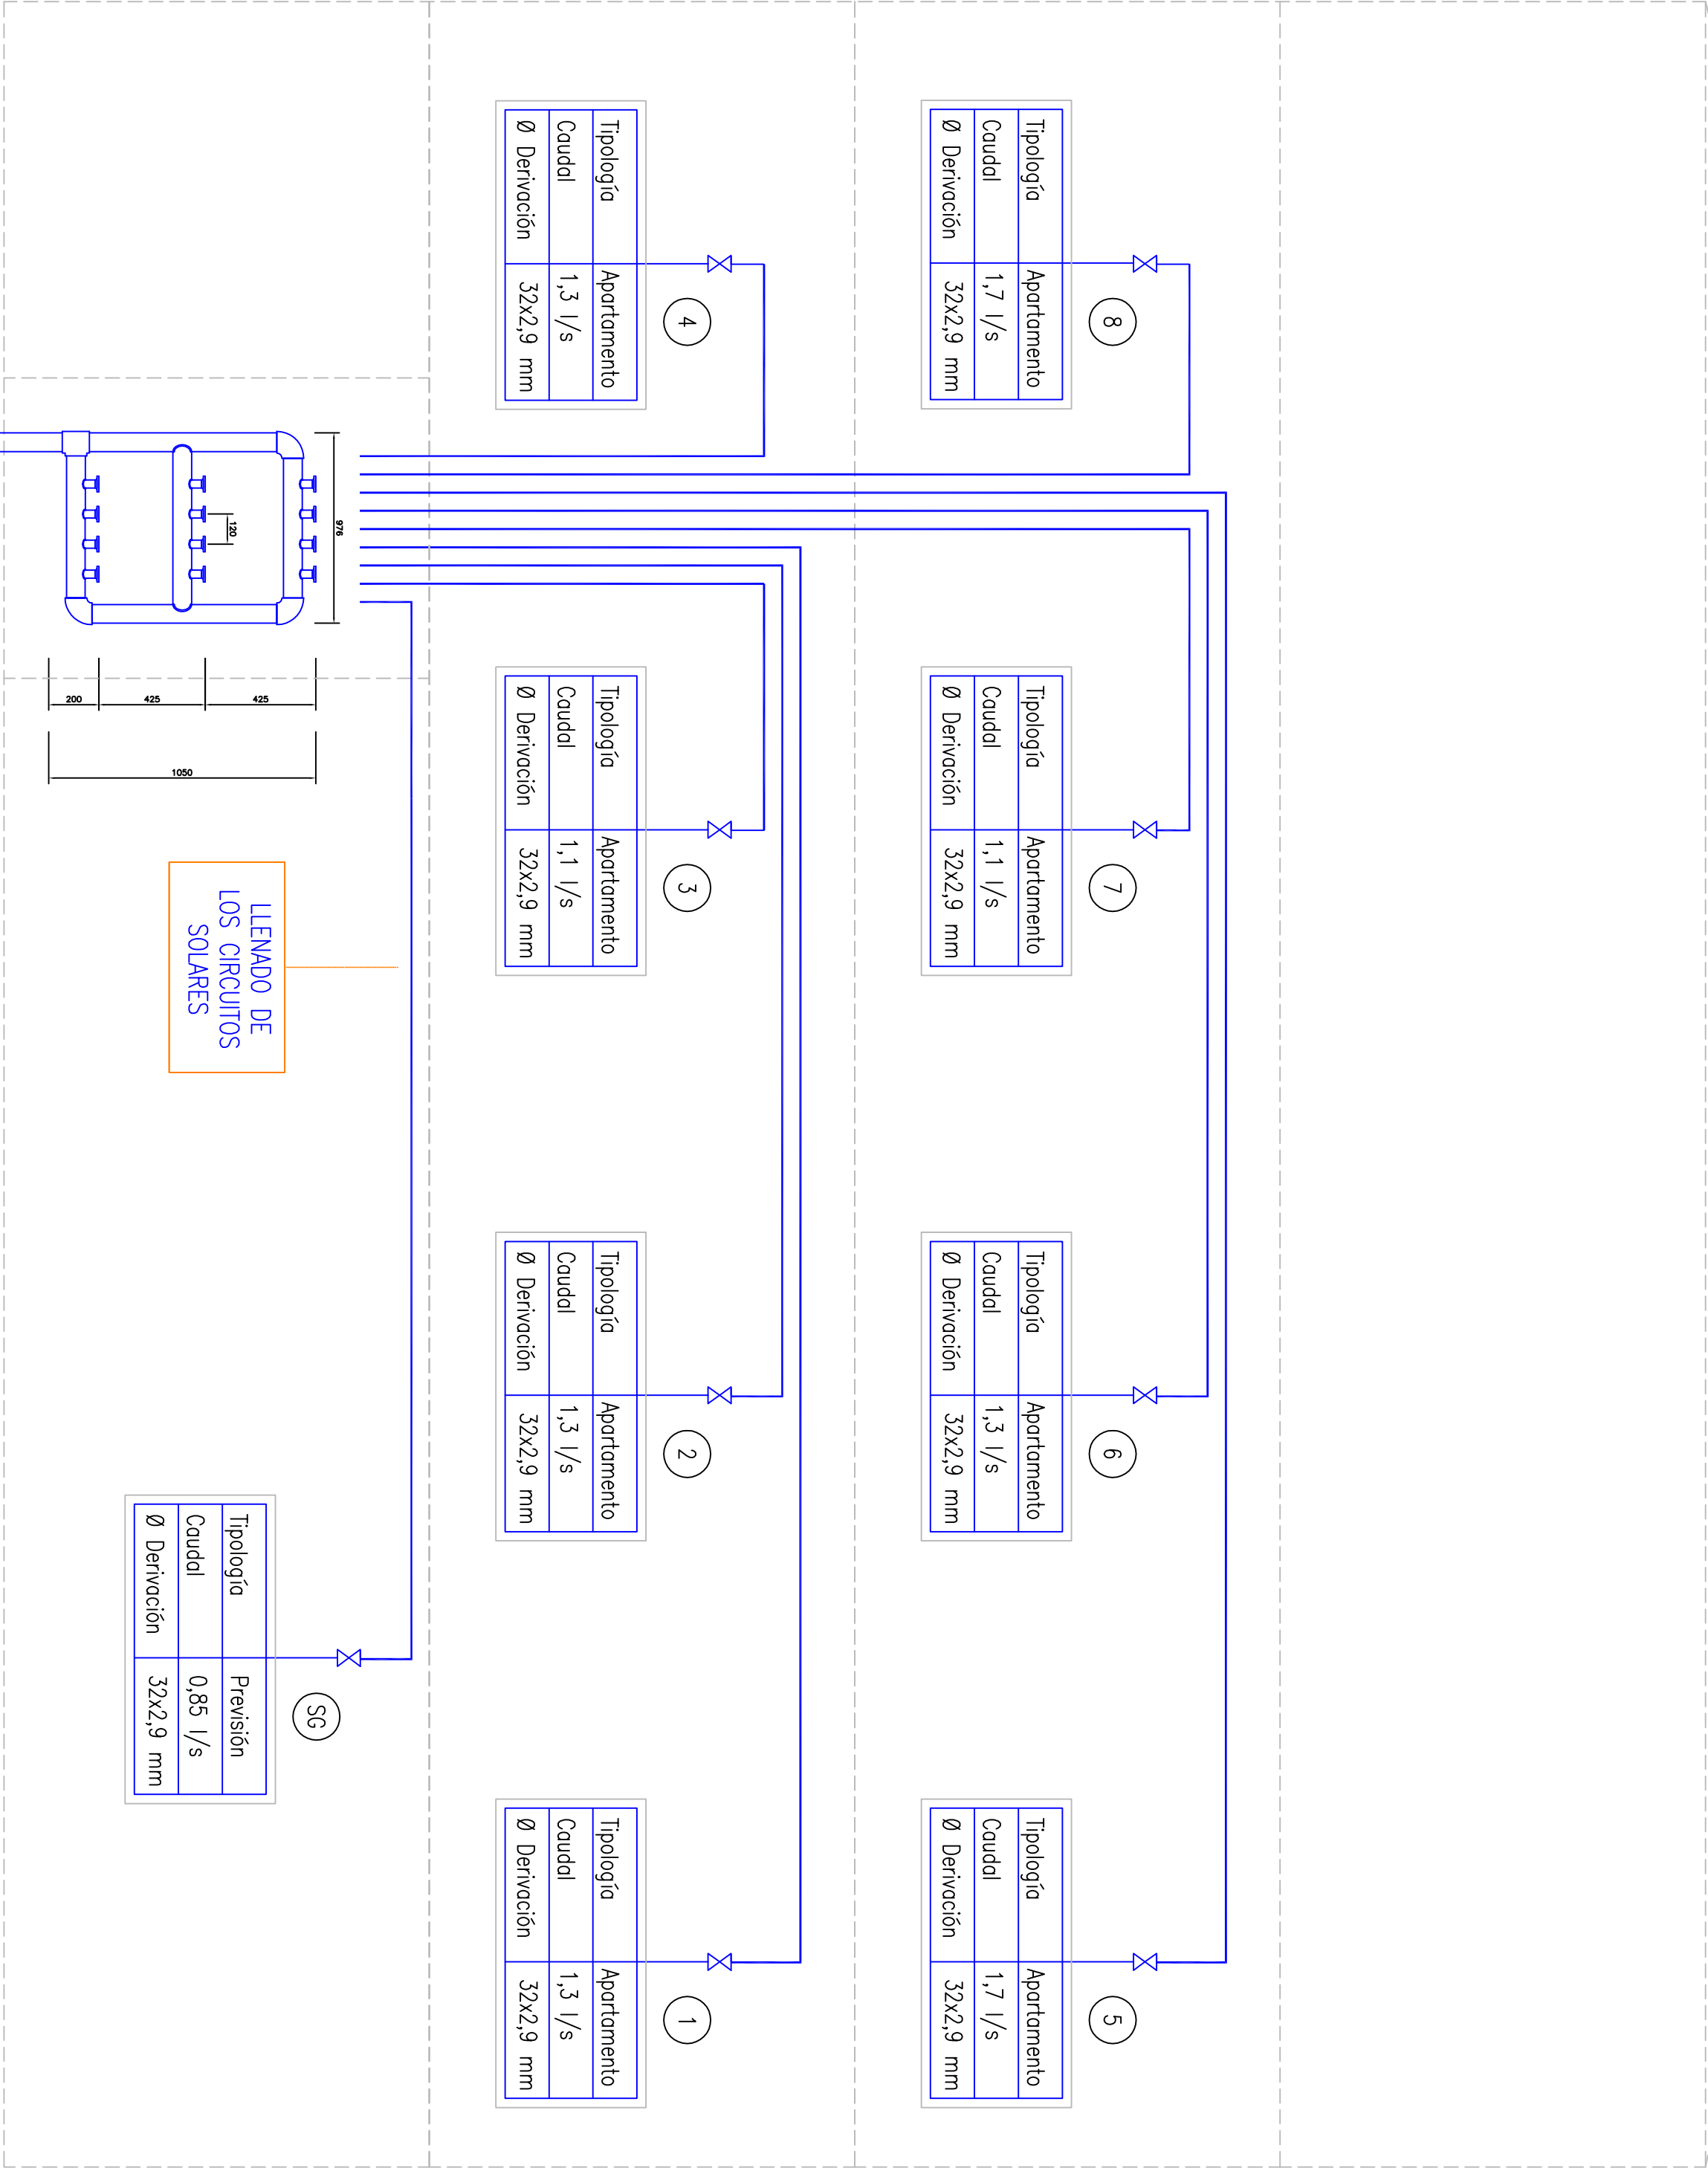 Tipología Apartamento
Caudal 1,7 l/s
Ø Derivación 32x2,9 mm
8
Tipología Apartamento
Caudal 1,1 l/s
Ø Derivación 32x2,9 mm
7
Tipología Apartamento
Caudal 1,3 l/s
Ø Derivación 32x2,9 mm
6
Tipología Apartamento
Caudal 1,7 l/s
Ø Derivación 32x2,9 mm
5
Tipología Apartamento
Caudal 1,3 l/s
Ø Derivación 32x2,9 mm
4
Tipología Apartamento
Caudal 1,1 l/s
Ø Derivación 32x2,9 mm
3
Tipología Apartamento
Caudal 1,3 l/s
Ø Derivación 32x2,9 mm
2
Tipología Apartamento
Caudal 1,3 l/s
Ø Derivación 32x2,9 mm
1
976
120
200
425
425
1050
LLENADO DE
LOS CIRCUITOS
SOLARES
SG
Tipología Previsión
Caudal 0,85 l/s
Ø Derivación 32x2,9 mm